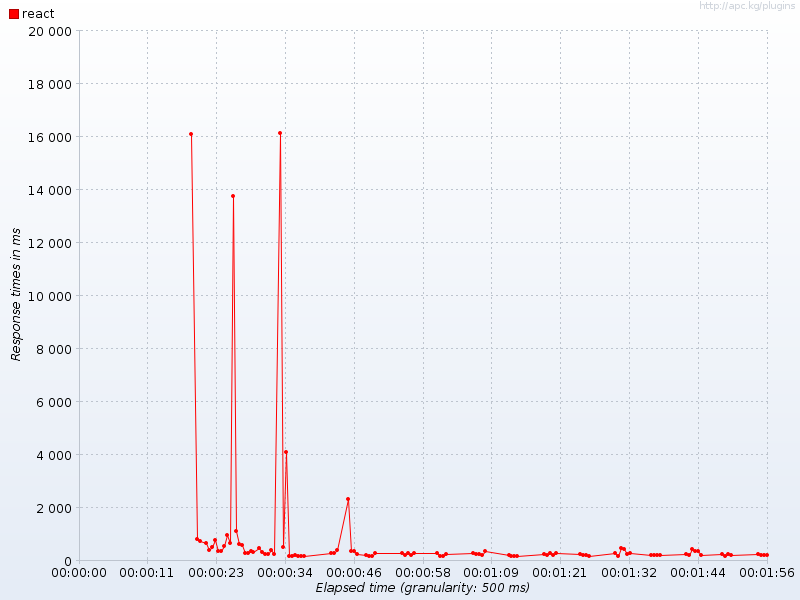 http://apc.kg/plugins
react
20 000
18 000
16 000
14 000
12 000
10 000
8 000
6 000
4 000
2 000
0
Response times in ms
00:00:00 00:00:11 00:00:23 00:00:34 00:00:46 00:00:58 00:01:09 00:01:21 00:01:32 00:01:44 00:01:56
Elapsed time (granularity: 500 ms)